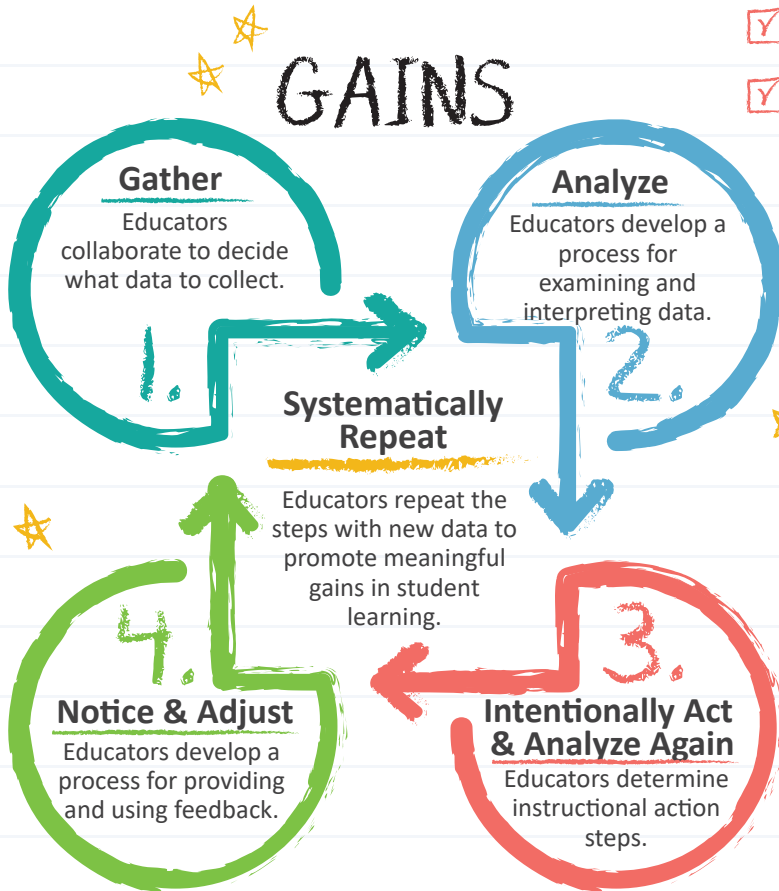 GAINS
Gather
Educators
collaborate to decide
what data to collect.
1.
Analyze
Educators develop a
process for
examining and
interpreting data.
2.
Systematically
Repeat
Educators repeat the
steps with new data to
promote meaningful
gains in student
learning.
3.
Intentionally Act
& Analyze Again
Educators determine
instructional action
steps.
4.
Notice & Adjust
Educators develop a
process for providing
and using feedback.